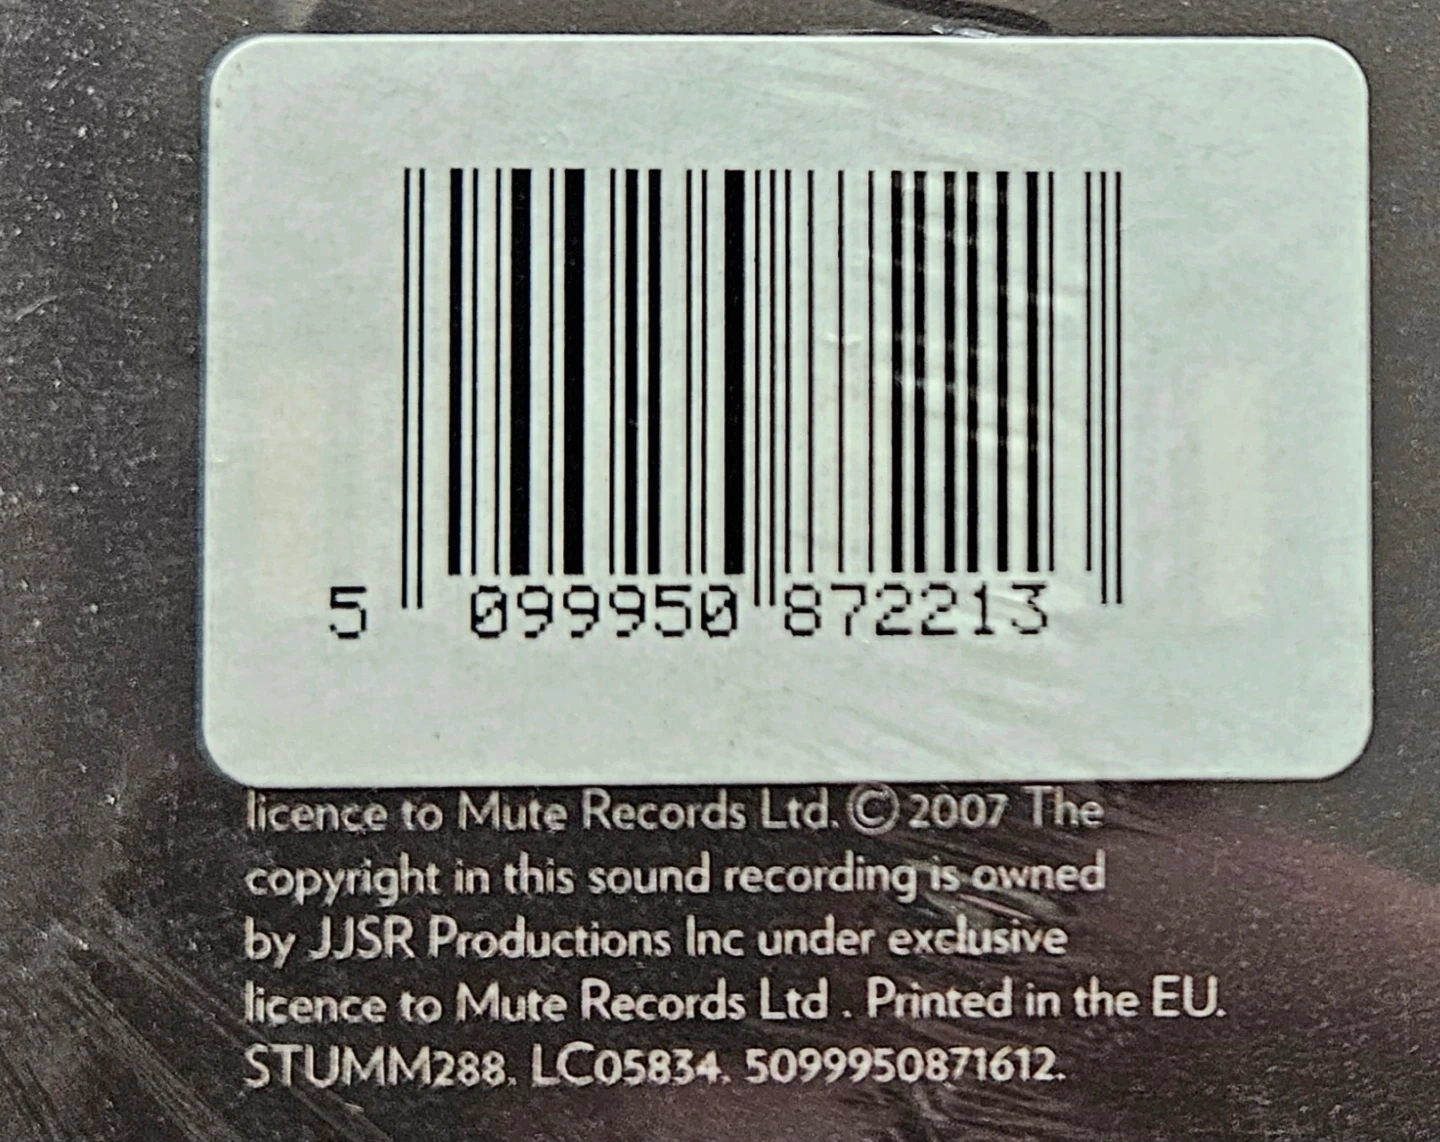 5 099950 872213
licence to Mute Records Ltd. © 2007 The
copyright in this sound recording is owned
by JJSR Productions Inc under exclusive
licence to Mute Records Ltd . Printed in the EU.
STUMM288. LC05834. 5099950871612.